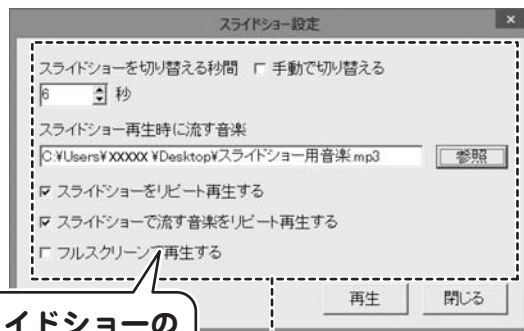 スライドショー設定
×
スライドショーを切り替える秒間 手動で切り替える
6 秒
スライドショー再生時に流す音楽
C:¥Users¥XXXXX¥Desktop¥スライドショー用音楽.mp3 参照
スライドショーをリピート再生する
スライドショーで流す音楽をリピート再生する
フルスクリーンで再生する
再生 閉じる
イドショーの